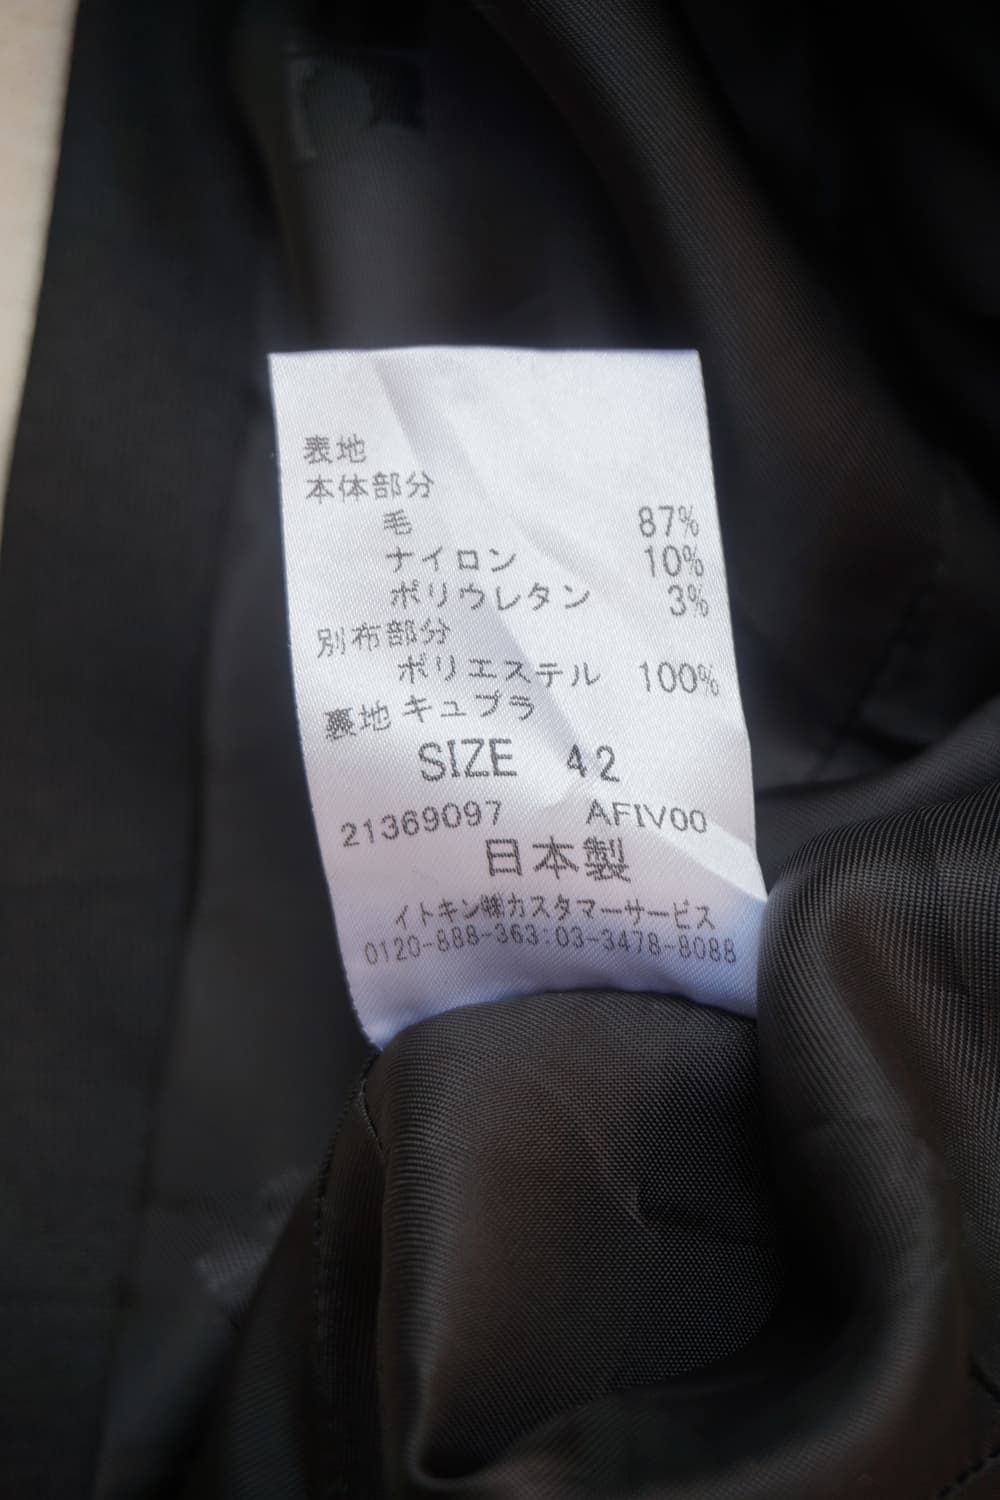 表地
本体部分
毛 87%
ナイロン 10%
ポリウレタン 3%
別布部分
ポリエステル 100%
裏地 キュプラ
SIZE 42
21369097 AFIV00
日本製
イトキン㈱カスタマーサービス
0120-888-363:03-3478-8088